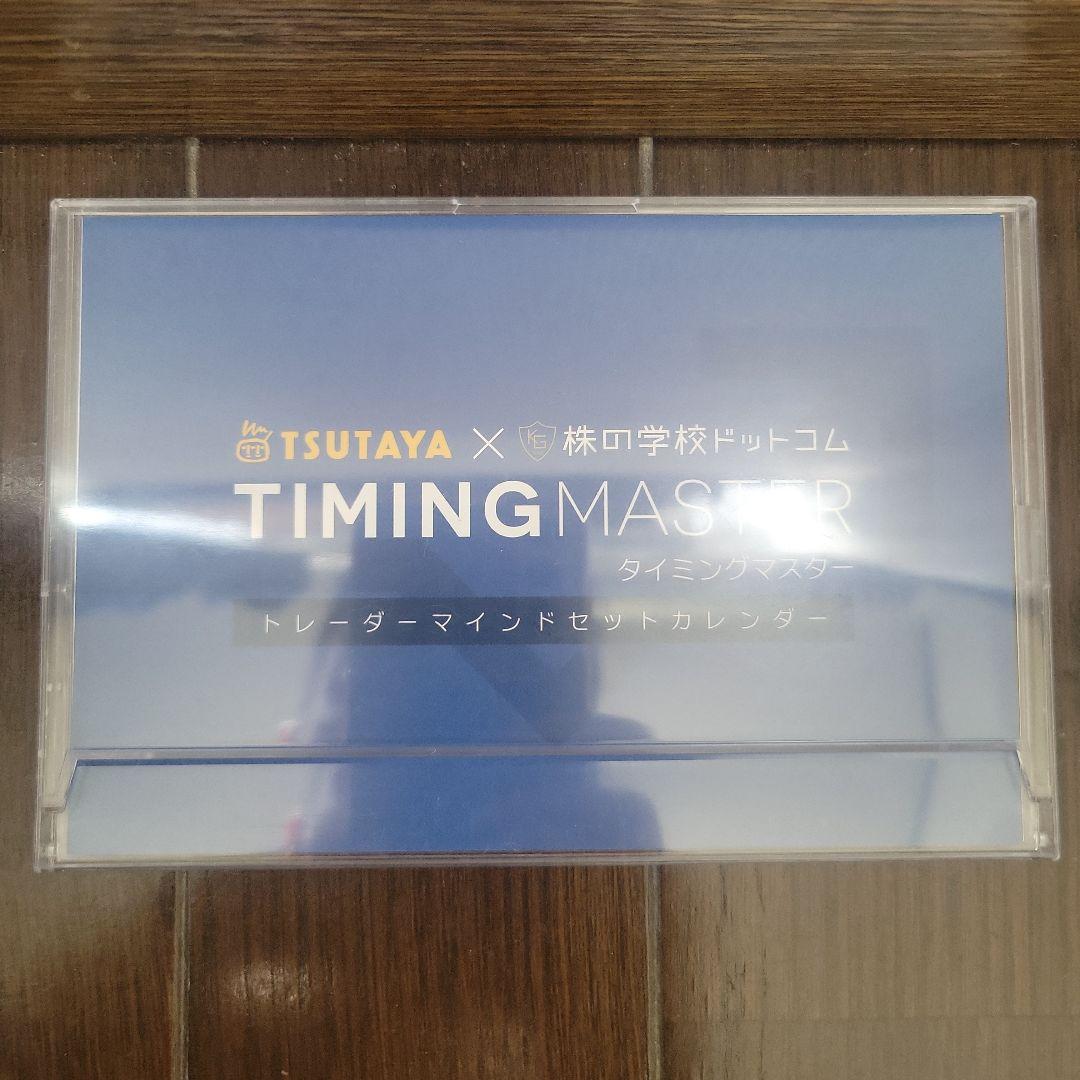 TSUTAYA × KG 株の学校ドットコム
TIMING MASTER
タイミングマスター
トレーダーマインドセットカレンダー